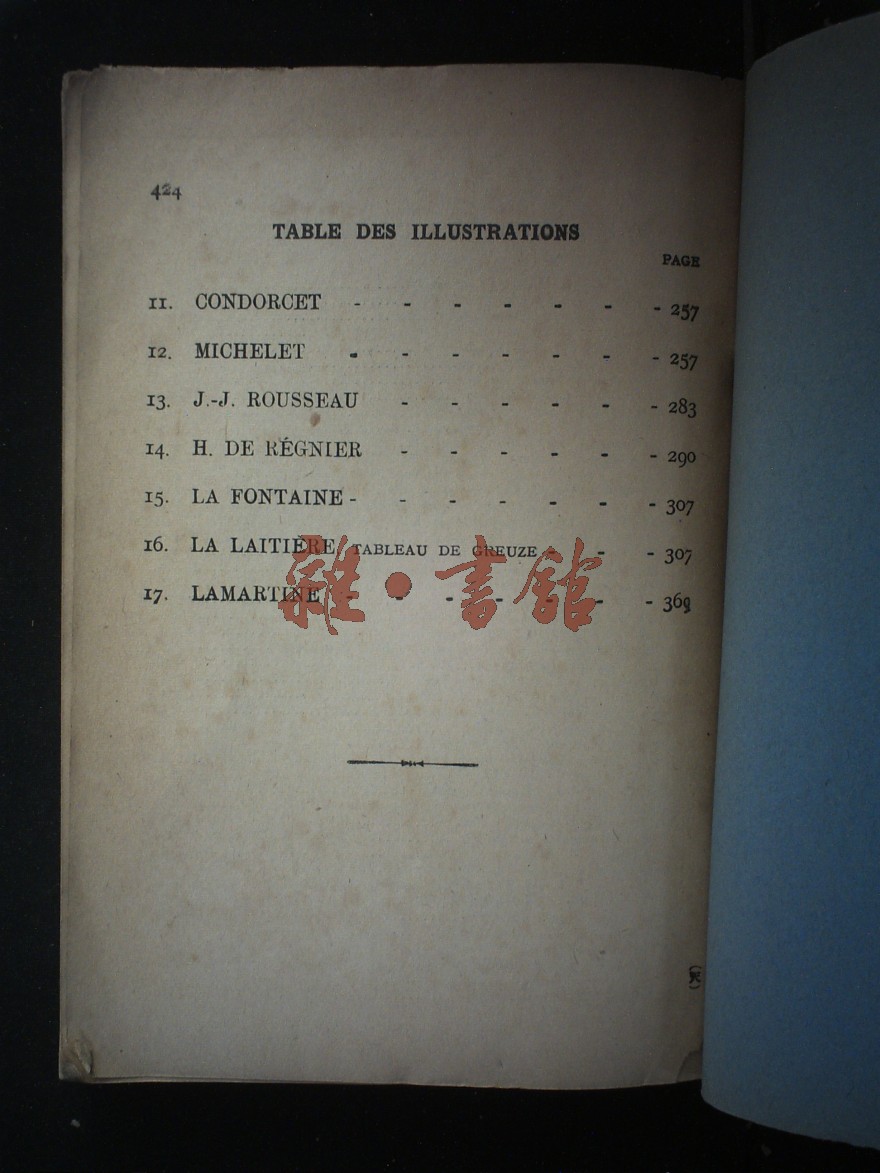 424
TABLE DES ILLUSTRATIONS
PAGE
11. CONDORCET - - - - - - - 257
12. MICHELET - - - - - - - 257
13. J.-J. ROUSSEAU - - - - - - 283
14. H. DE RÉGNIER - - - - - - 290
15. LA FONTAINE - - - - - - - 307
16. LA LAITIÈRE, TABLEAU DE GREUZE - - - 307
17. LAMARTINE - - - - - - - 369
雜•書館